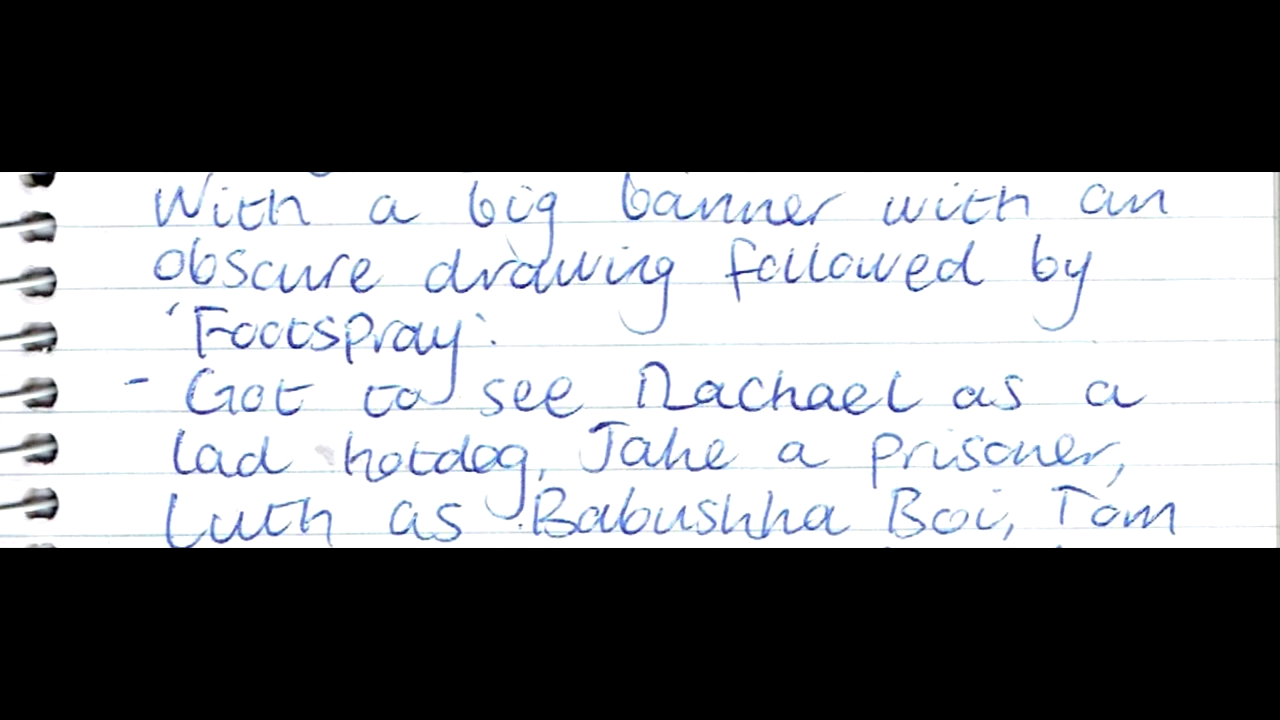 With a big banner with an
obscure drawing followed by
'Footspray'.
- Got to see Rachael as a
lad hotdog, Jake a prisoner,
Luth as Babushka Boi, Tom